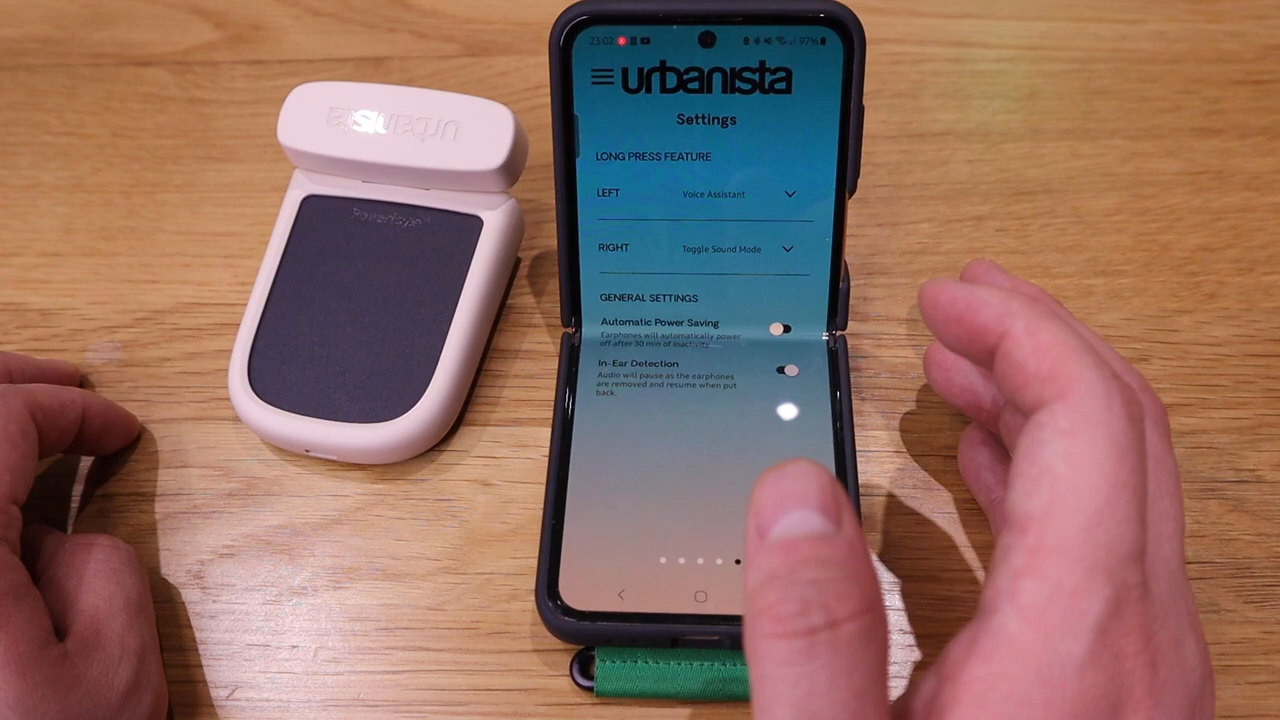 23:02
97%
urbanista
Settings
LONG PRESS FEATURE
LEFT Voice Assistant
RIGHT Toggle Sound Mode
GENERAL SETTINGS
Automatic Power Saving
Earphones will automatically power
off after 30 min of inactivity.
In-Ear Detection
Audio will pause as the earphones
are removed and resume when put
back.
urbanista
Powerfoyle™